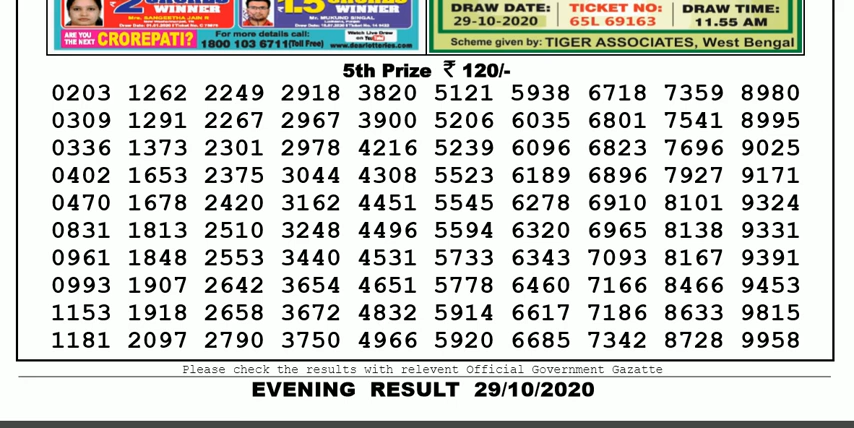 2 CRORES
WINNER
Mrs. SANGEETHA JAIN R
1.5 CRORES
WINNER
Mr. MUKUND SINGAL
ARE YOU THE NEXT CROREPATI?
For more details call:
1800 103 6711(Toll Free)
Watch Live Draw
on YouTube
www.dearlotteries.com
DRAW DATE: TICKET NO: DRAW TIME:
29-10-2020 65L 69163 11.55 AM
Scheme given by: TIGER ASSOCIATES, West Bengal
5th Prize ₹ 120/-
0203 1262 2249 2918 3820 5121 5938 6718 7359 8980
0309 1291 2267 2967 3900 5206 6035 6801 7541 8995
0336 1373 2301 2978 4216 5239 6096 6823 7696 9025
0402 1653 2375 3044 4308 5523 6189 6896 7927 9171
0470 1678 2420 3162 4451 5545 6278 6910 8101 9324
0831 1813 2510 3248 4496 5594 6320 6965 8138 9331
0961 1848 2553 3440 4531 5733 6343 7093 8167 9391
0993 1907 2642 3654 4651 5778 6460 7166 8466 9453
1153 1918 2658 3672 4832 5914 6617 7186 8633 9815
1181 2097 2790 3750 4966 5920 6685 7342 8728 9958
Please check the results with relevent Official Government Gazatte
EVENING RESULT 29/10/2020